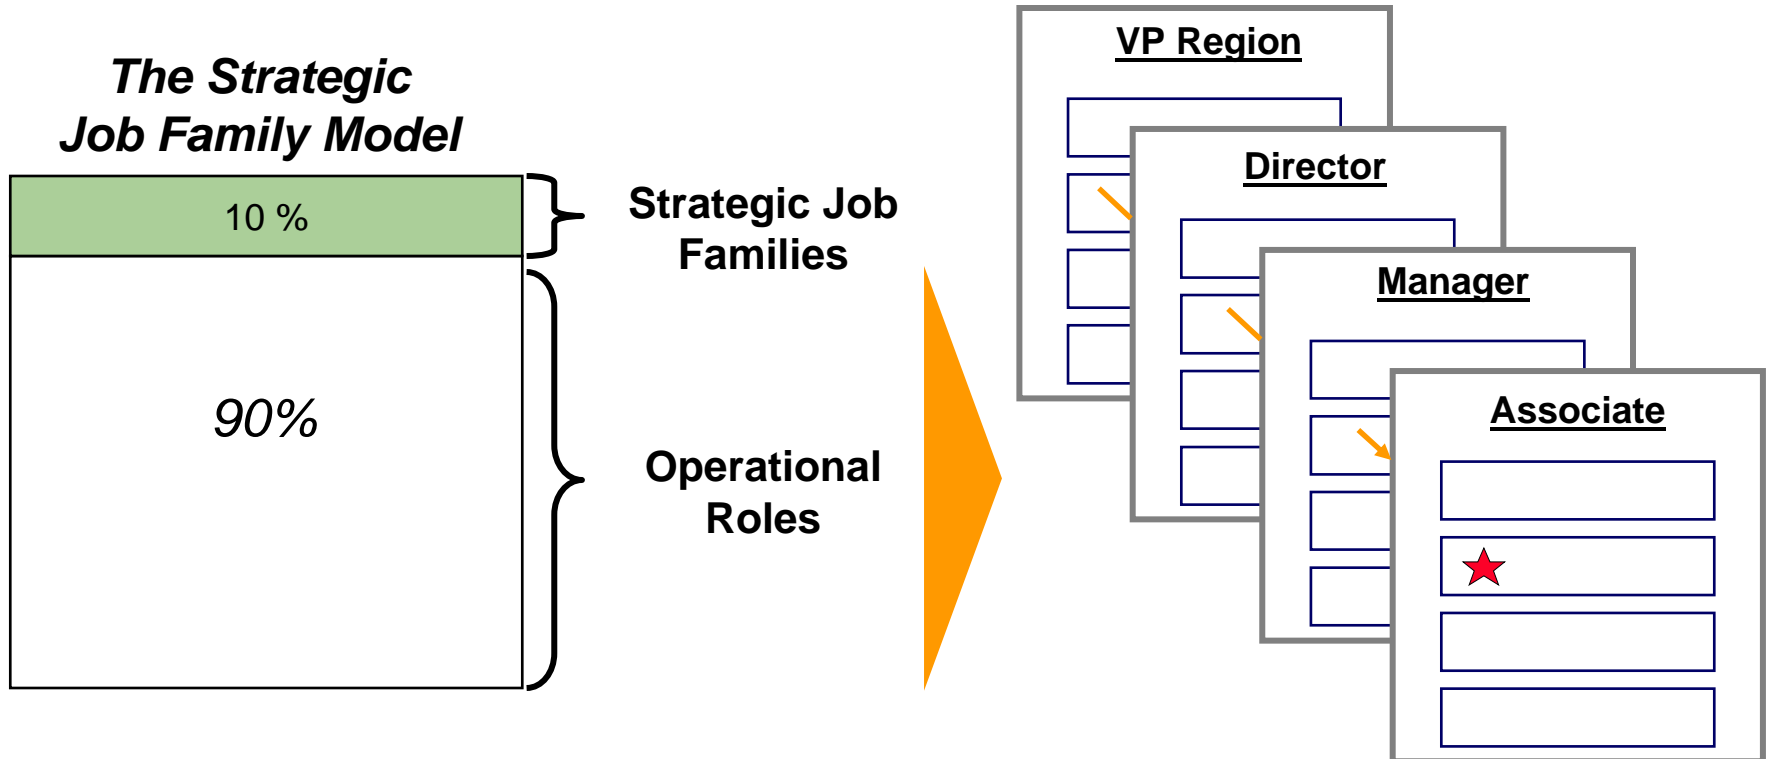 The Strategic
Job Family Model
10 %
90%
Strategic Job
Families
Operational
Roles
VP Region
Director
Manager
Associate